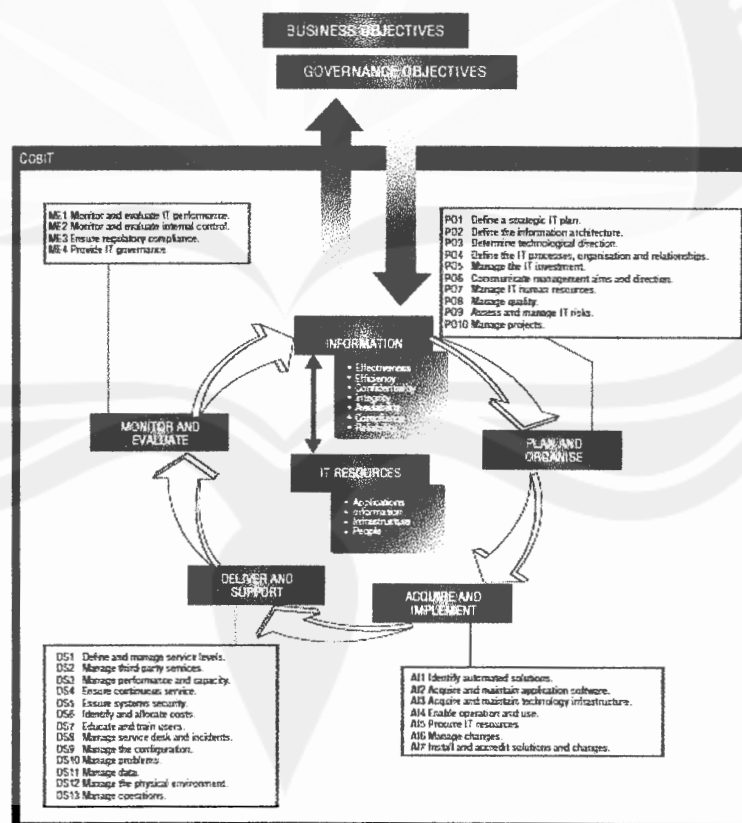 BUSINESS OBJECTIVES
GOVERNANCE OBJECTIVES
COBIT
ME1 Monitor and evaluate IT performance.
ME2 Monitor and evaluate internal control.
ME3 Ensure regulatory compliance.
ME4 Provide IT governance
PO1 Define a strategic IT plan.
PO2 Define the information architecture.
PO3 Determine technological direction.
PO4 Define the IT processes, organisation and relationships.
PO5 Manage the IT investment.
PO6 Communicate management aims and direction.
PO7 Manage IT human resources.
PO8 Manage quality.
PO9 Assess and manage IT risks.
PO10 Manage projects.
INFORMATION
• Effectiveness
• Efficiency
• Confidentiality
• Integrity
• Availability
• Compliance
• Reliability
MONITOR AND
EVALUATE
PLAN AND
ORGANISE
IT RESOURCES
• Applications
• Information
• Infrastructure
• People
DELIVER AND
SUPPORT
ACQUIRE AND
IMPLEMENT
DS1 Define and manage service levels.
DS2 Manage third-party services.
DS3 Manage performance and capacity.
DS4 Ensure continuous service.
DS5 Ensure systems security.
DS6 Identify and allocate costs.
DS7 Educate and train users.
DS8 Manage service desk and incidents.
DS9 Manage the configuration.
DS10 Manage problems.
DS11 Manage data.
DS12 Manage the physical environment.
DS13 Manage operations.
AI1 Identify automated solutions.
AI2 Acquire and maintain application software.
AI3 Acquire and maintain technology infrastructure.
AI4 Enable operation and use.
AI5 Procure IT resources
AI6 Manage changes.
AI7 Install and accredit solutions and changes.